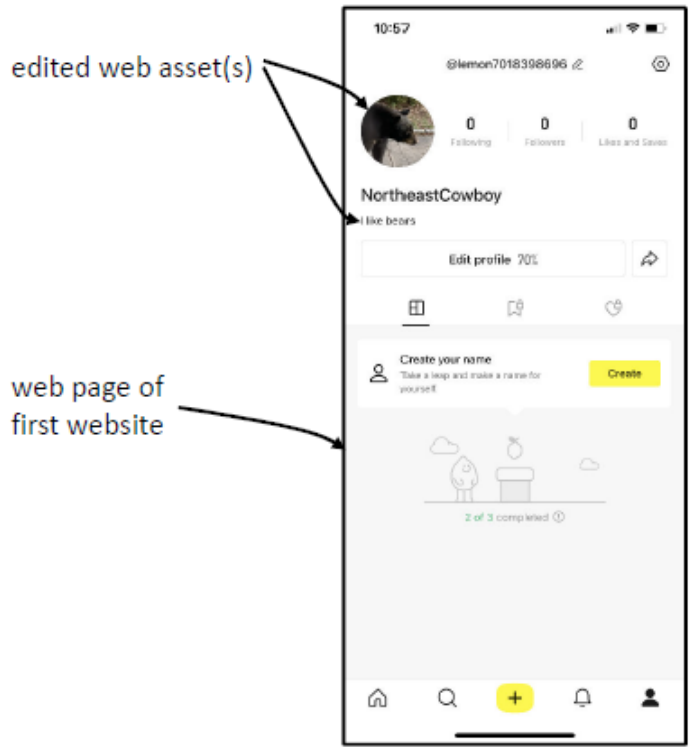 10:57
edited web asset(s)
@lemon7018398696
0 0 0
Following Followers Likes and Saves
NortheastCowboy
I like bears
Edit profile 70%
Create your name
Take a leap and make a name for
yourself
Create
web page of
first website
2 of 3 completed